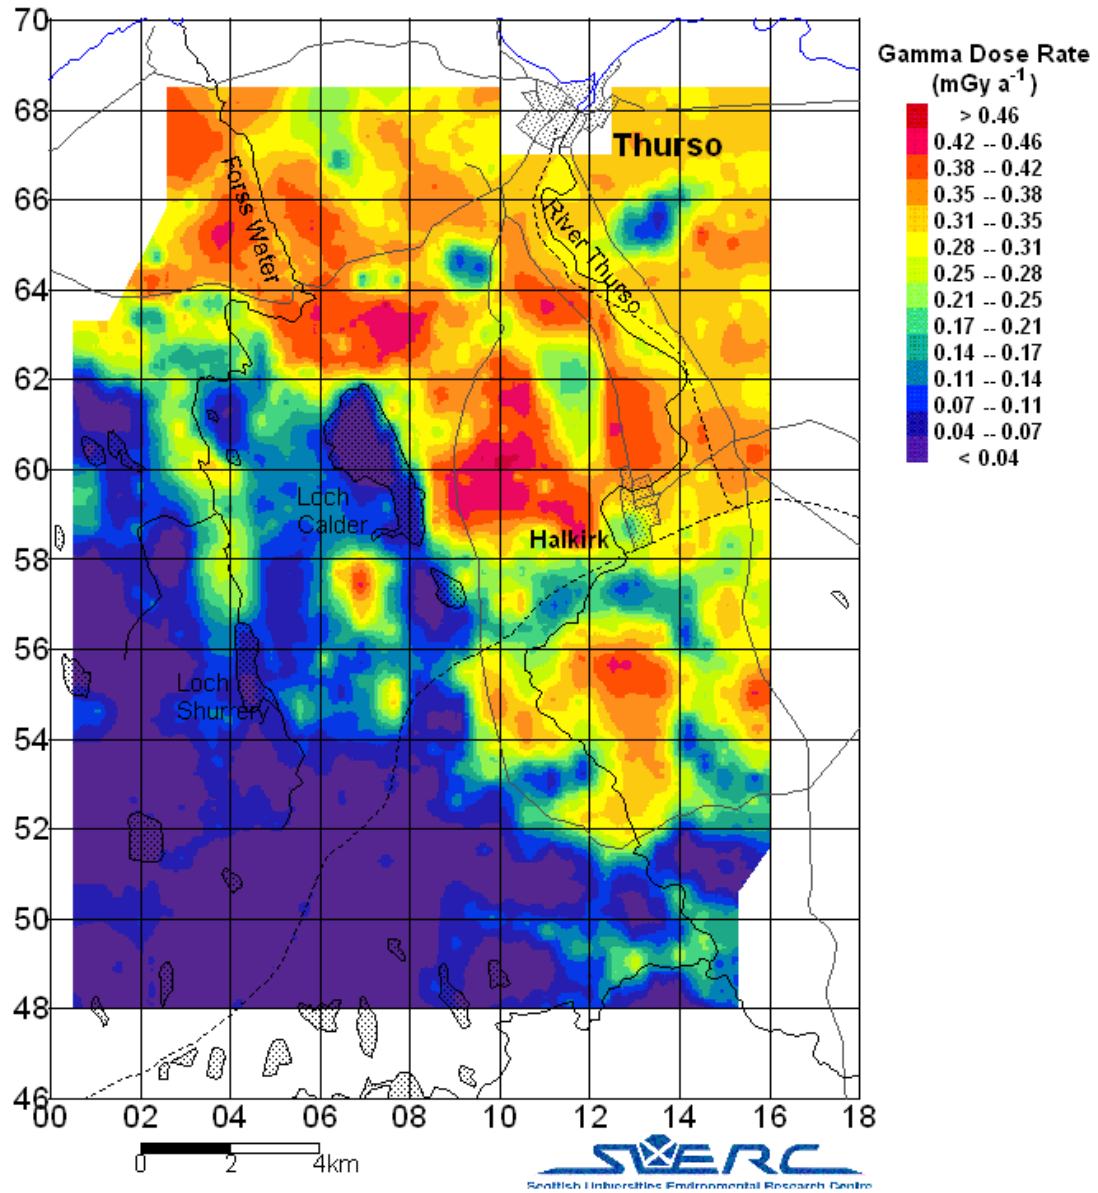 70
68
66
64
62
60
58
56
54
52
50
48
46
00
02
04
06
08
10
12
14
16
18
Thurso
Forss Water
River Thurso
Loch
Calder
Halkirk
Loch
Shurrery
Gamma Dose Rate
(mGy a⁻¹)
> 0.46
0.42 -- 0.46
0.38 -- 0.42
0.35 -- 0.38
0.31 -- 0.35
0.28 -- 0.31
0.25 -- 0.28
0.21 -- 0.25
0.17 -- 0.21
0.14 -- 0.17
0.11 -- 0.14
0.07 -- 0.11
0.04 -- 0.07
< 0.04
0 2 4km
SUERC
Scottish Universities Environmental Research Centre